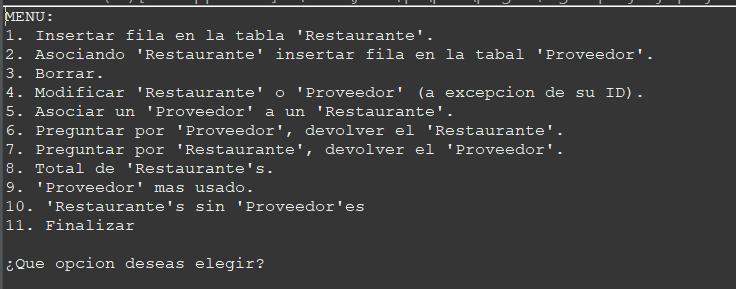 MENU:
1. Insertar fila en la tabla 'Restaurante'.
2. Asociando 'Restaurante' insertar fila en la tabal 'Proveedor'.
3. Borrar.
4. Modificar 'Restaurante' o 'Proveedor' (a excepcion de su ID).
5. Asociar un 'Proveedor' a un 'Restaurante'.
6. Preguntar por 'Proveedor', devolver el 'Restaurante'.
7. Preguntar por 'Restaurante', devolver el 'Proveedor'.
8. Total de 'Restaurante's.
9. 'Proveedor' mas usado.
10. 'Restaurante's sin 'Proveedor'es
11. Finalizar
¿Que opcion deseas elegir?